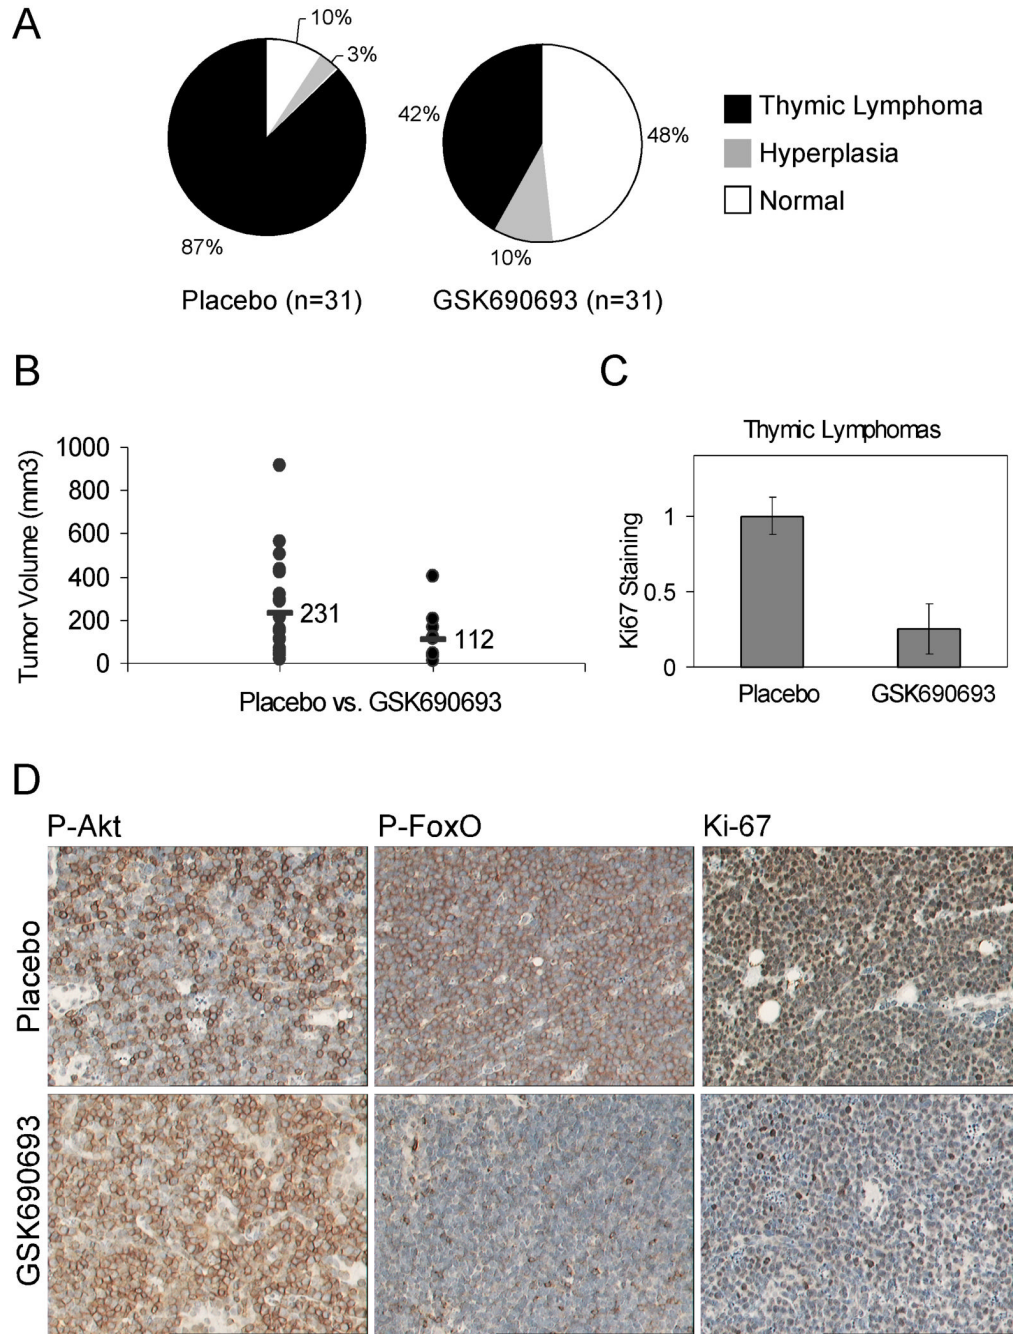 A
10%
3%
87%
Placebo (n=31)
42%
48%
10%
GSK690693 (n=31)
Thymic Lymphoma
Hyperplasia
Normal
B
Tumor Volume (mm3)
1000
800
600
400
200
0
231
112
Placebo vs. GSK690693
C
Thymic Lymphomas
Ki67 Staining
1
0.5
0
Placebo
GSK690693
D
P-Akt
P-FoxO
Ki-67
Placebo
GSK690693